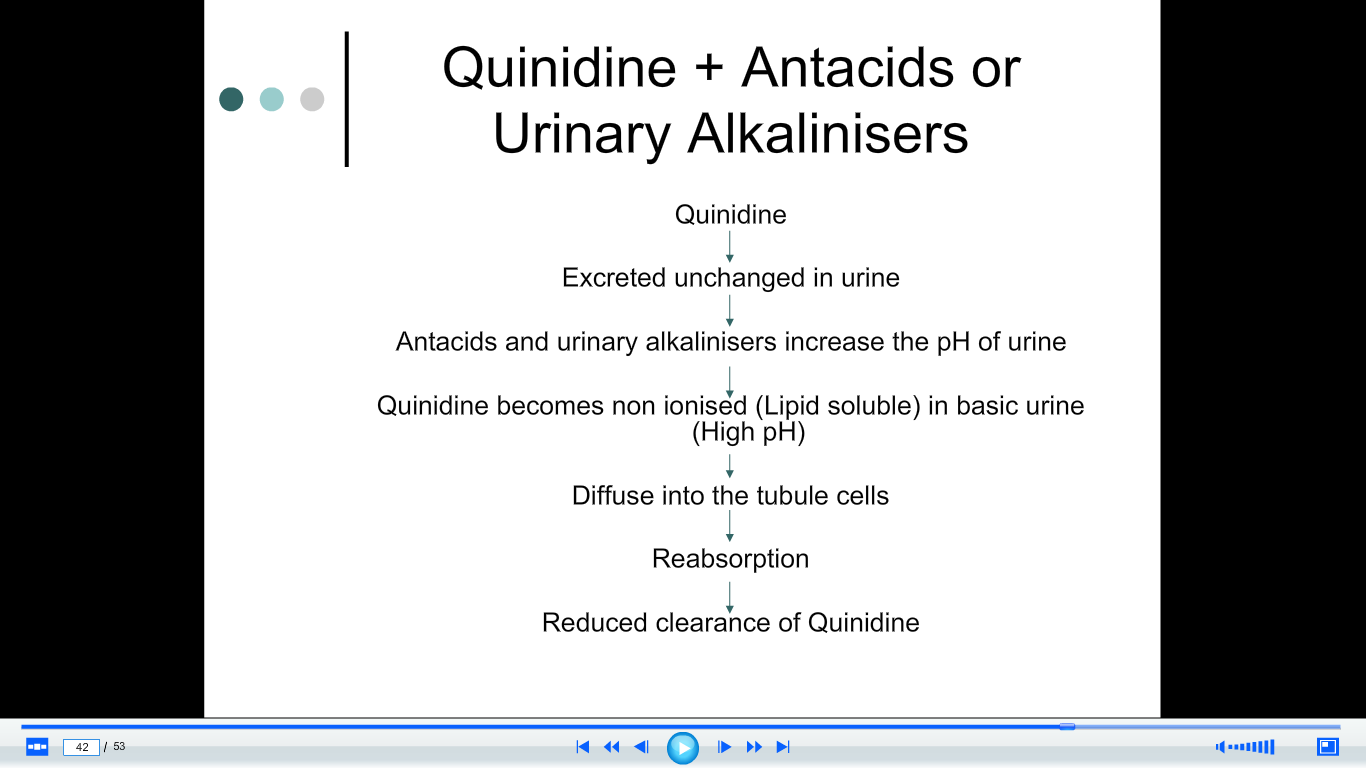 Quinidine + Antacids or
Urinary Alkalinisers
Quinidine
Excreted unchanged in urine
Antacids and urinary alkalinisers increase the pH of urine
Quinidine becomes non ionised (Lipid soluble) in basic urine
(High pH)
Diffuse into the tubule cells
Reabsorption
Reduced clearance of Quinidine
42 / 53